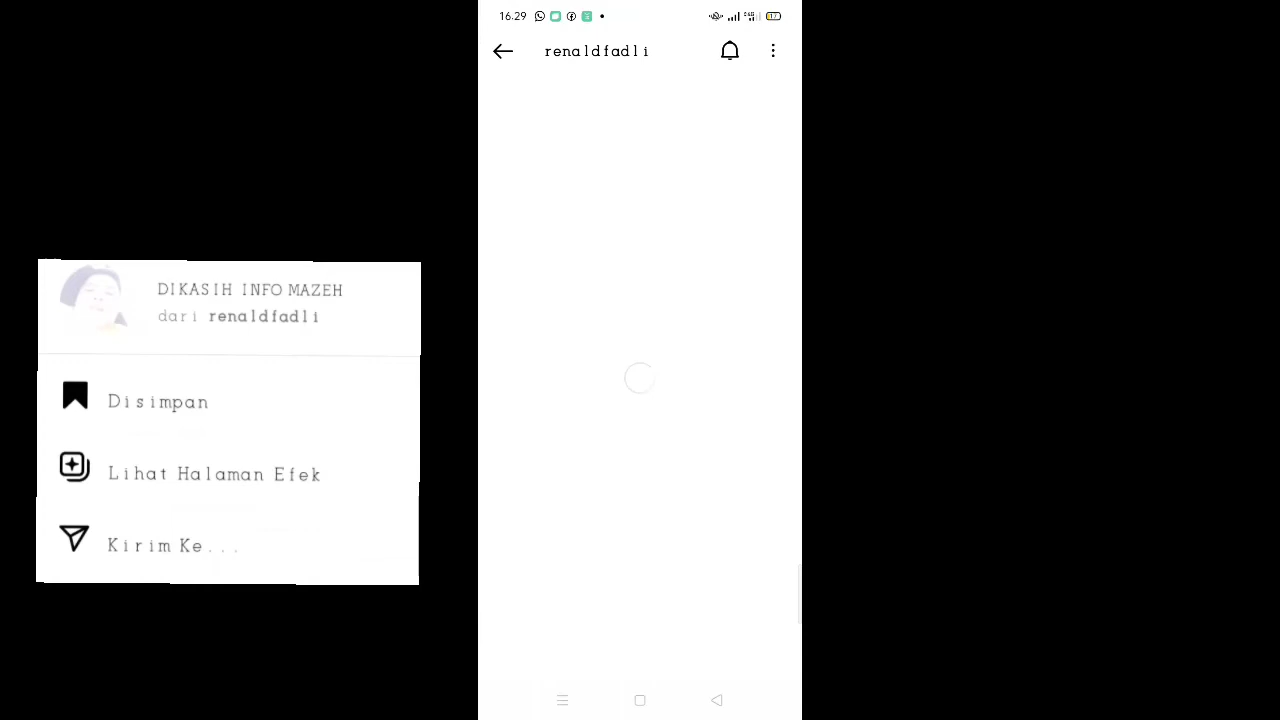 DIKASIH INFO MAZEH
dari renaldfadli
Disimpan
Lihat Halaman Efek
Kirim Ke...
16.29
renaldfadli